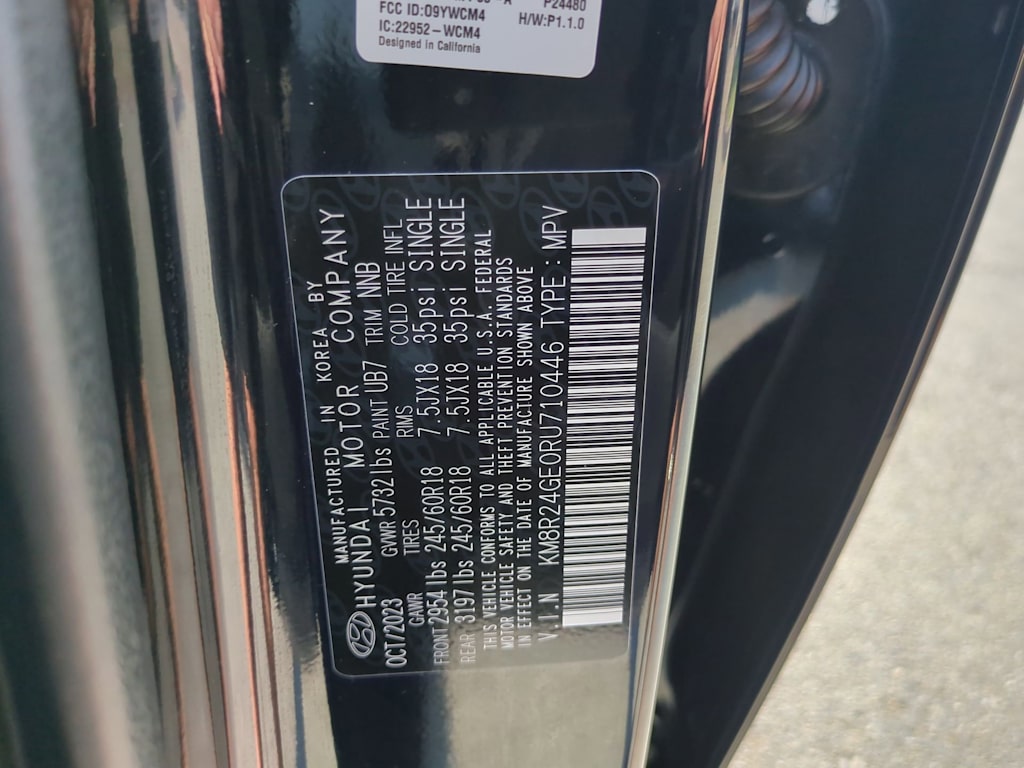 P24480
FCC ID:O9YWCM4 H/W:P1.1.0
IC:22952-WCM4
Designed in California
MANUFACTURED IN KOREA BY
HYUNDAI MOTOR COMPANY
OCT/2023 GVWR 5732 lbs PAINT UB7 TRIM NNB
GAWR TIRES RIMS COLD TIRE INFL
FRONT 2954 lbs 245/60R18 7.5JX18 35psi SINGLE
REAR 3197 lbs 245/60R18 7.5JX18 35psi SINGLE
THIS VEHICLE CONFORMS TO ALL APPLICABLE U.S.A. FEDERAL
MOTOR VEHICLE SAFETY AND THEFT PREVENTION STANDARDS
IN EFFECT ON THE DATE OF MANUFACTURE SHOWN ABOVE
V.I.N KM8R24GE0RU710446 TYPE : MPV